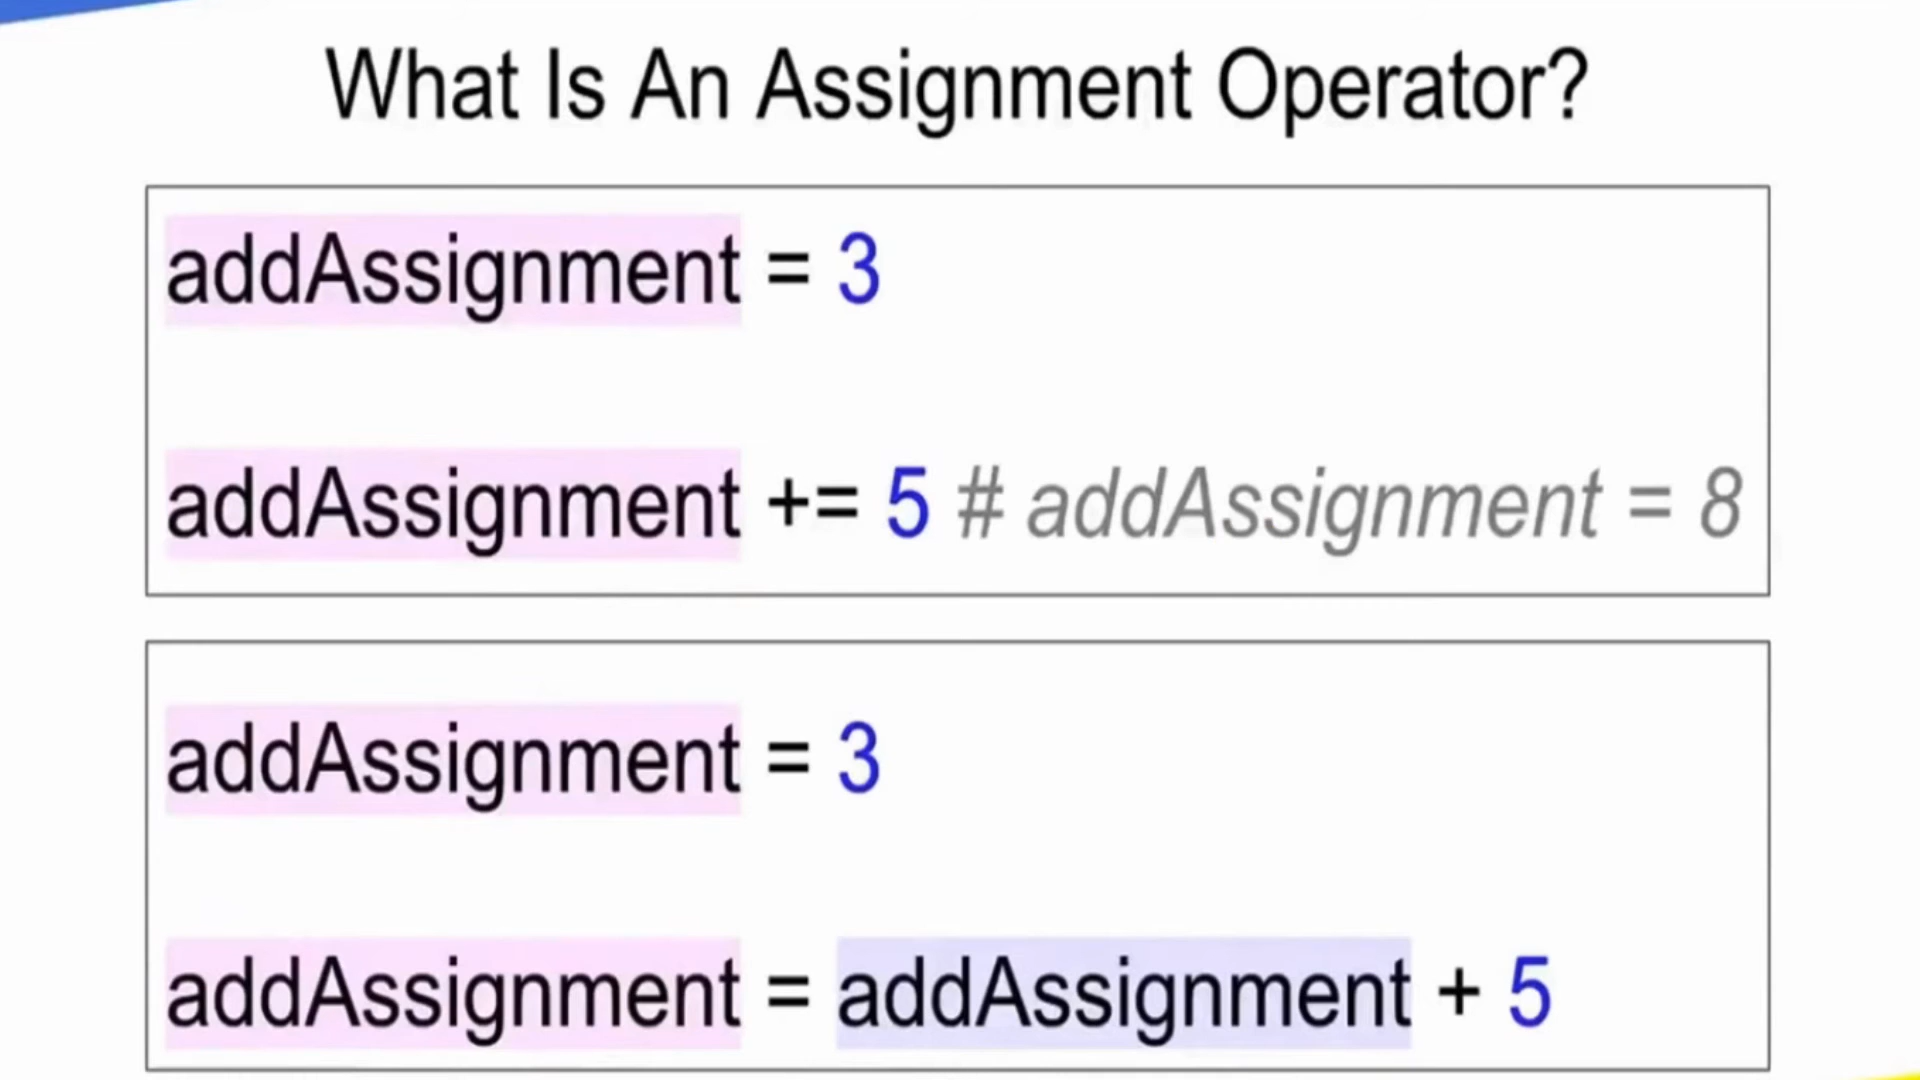 What Is An Assignment Operator?
addAssignment = 3
addAssignment += 5 # addAssignment = 8
addAssignment = 3
addAssignment = addAssignment + 5